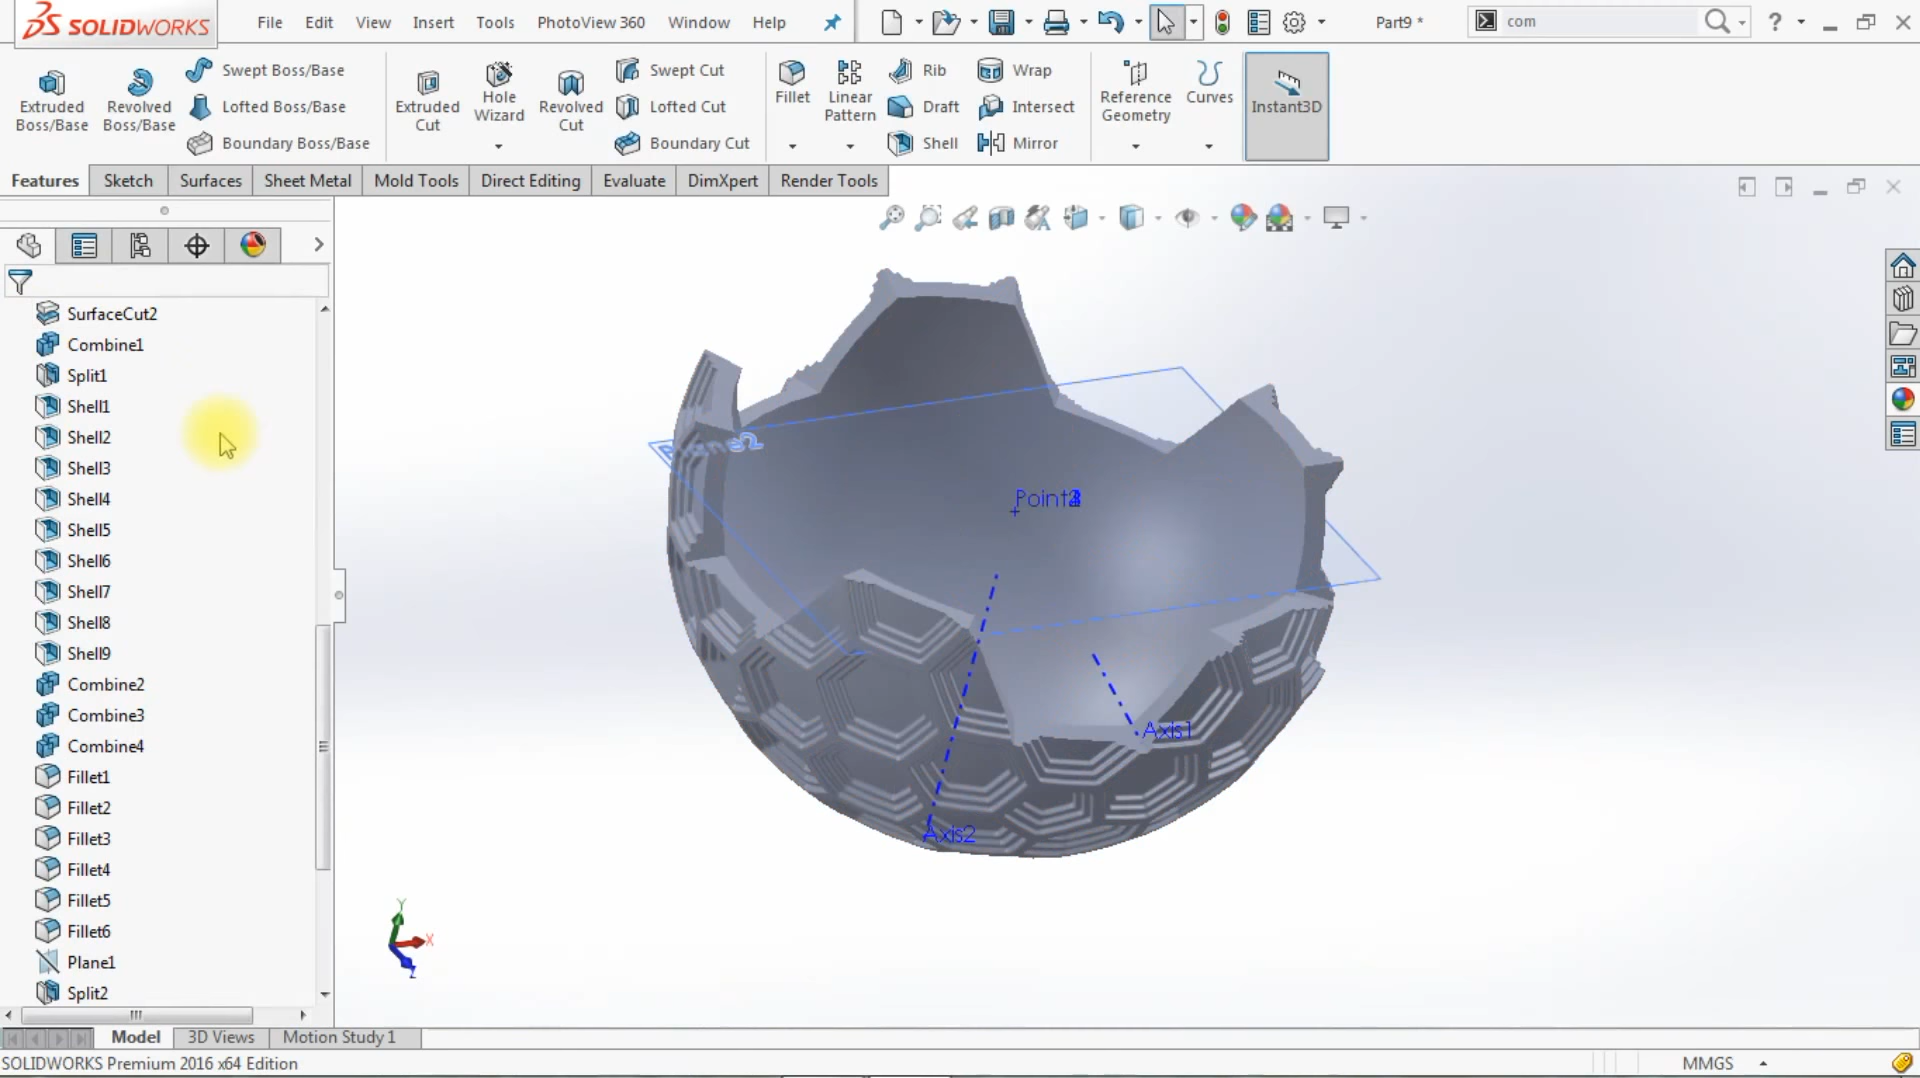 SOLIDWORKS File Edit View Insert Tools PhotoView 360 Window Help Part9 * com ?
Extruded Boss/Base
Revolved Boss/Base
Swept Boss/Base
Lofted Boss/Base
Boundary Boss/Base
Extruded Cut
Hole Wizard
Revolved Cut
Swept Cut
Lofted Cut
Boundary Cut
Fillet
Linear Pattern
Rib
Draft
Shell
Wrap
Intersect
Mirror
Reference Geometry
Curves
Instant3D
Features Sketch Surfaces Sheet Metal Mold Tools Direct Editing Evaluate DimXpert Render Tools
SurfaceCut2
Combine1
Split1
Shell1
Shell2
Shell3
Shell4
Shell5
Shell6
Shell7
Shell8
Shell9
Combine2
Combine3
Combine4
Fillet1
Fillet2
Fillet3
Fillet4
Fillet5
Fillet6
Plane1
Split2
Axis1
Axis2
Y
X
Z
Model 3D Views Motion Study 1
SOLIDWORKS Premium 2016 x64 Edition MMGS